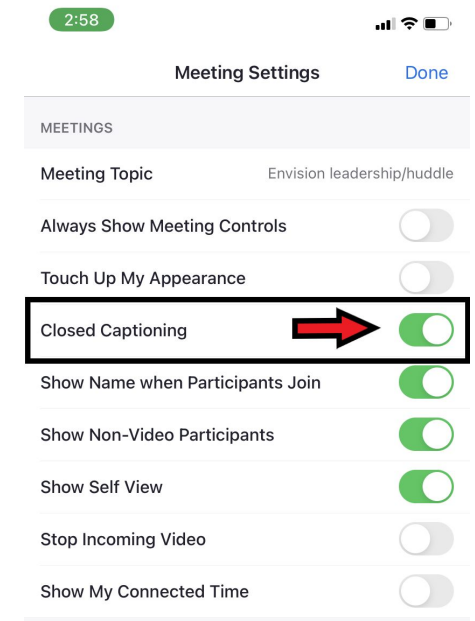 2:58
Meeting Settings Done
MEETINGS
Meeting Topic Envision leadership/huddle
Always Show Meeting Controls
Touch Up My Appearance
Closed Captioning
Show Name when Participants Join
Show Non-Video Participants
Show Self View
Stop Incoming Video
Show My Connected Time